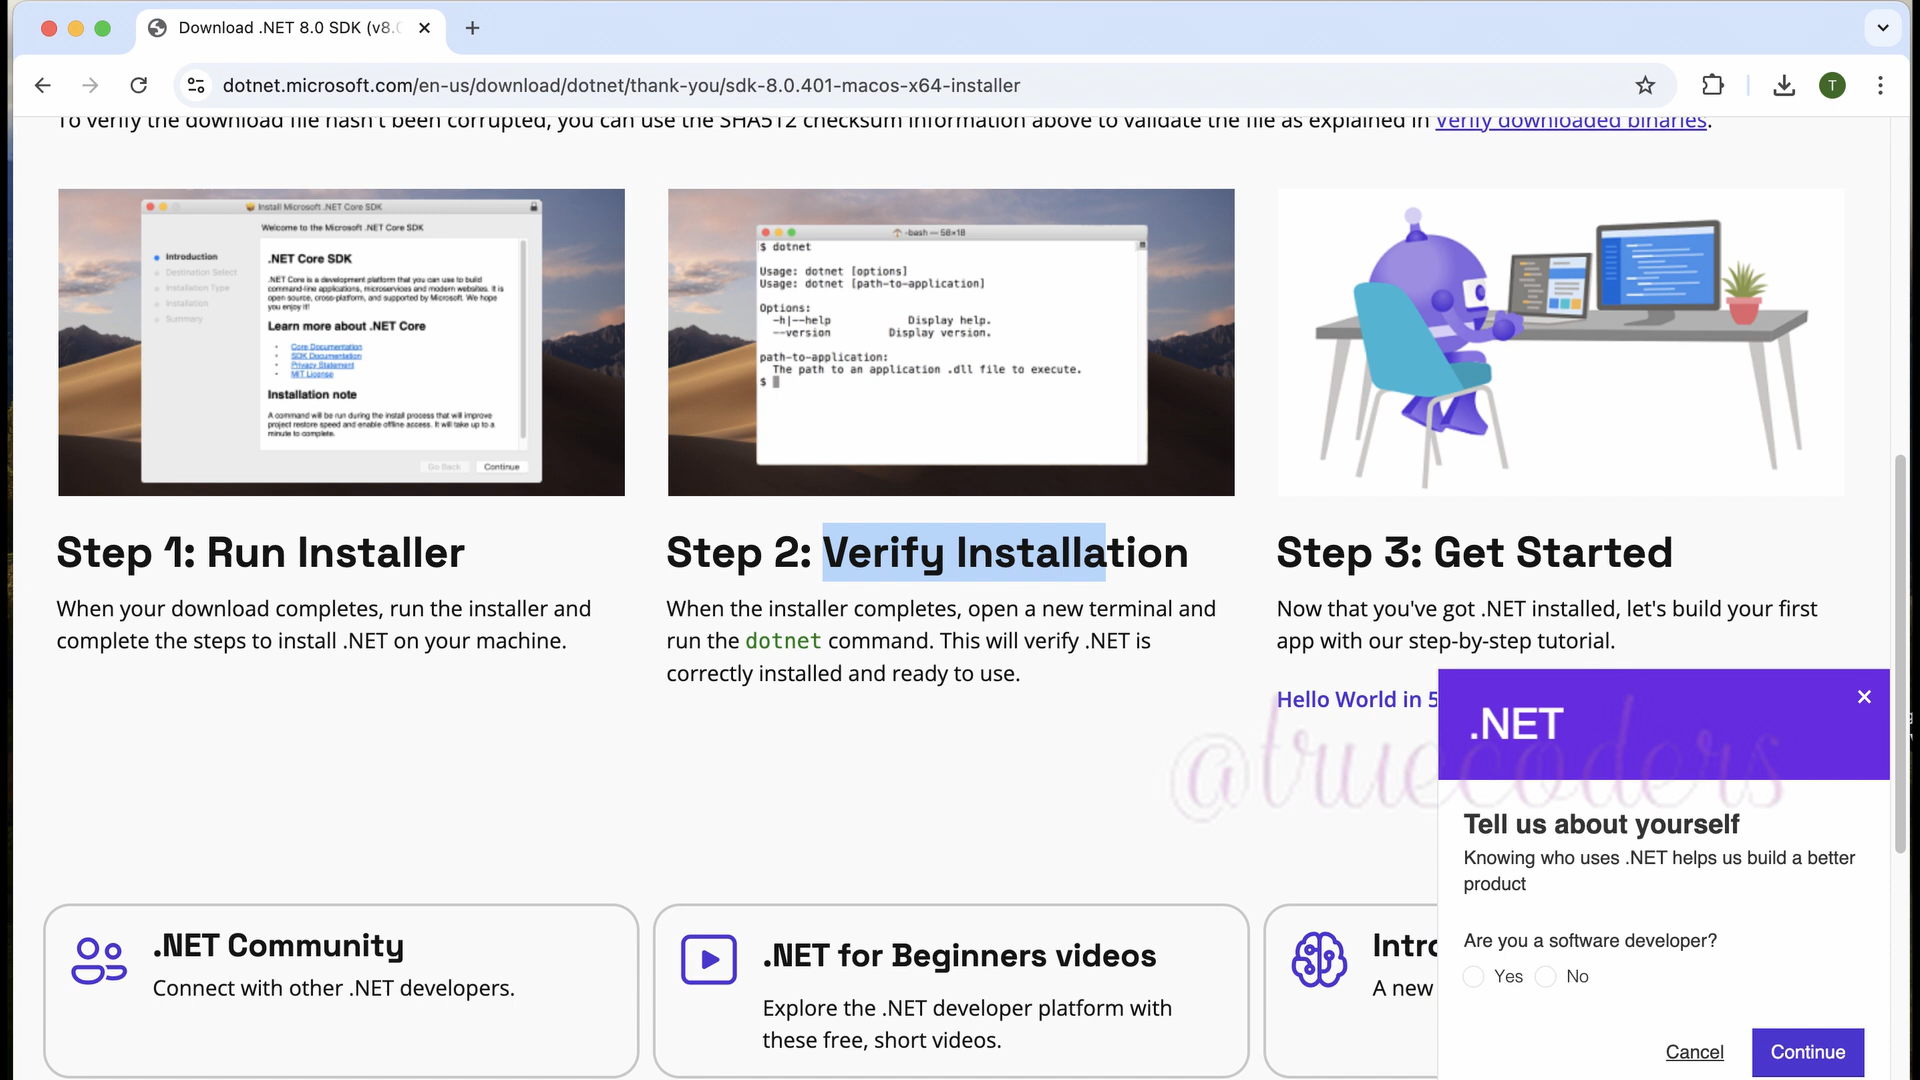 Download .NET 8.0 SDK (v8.0
dotnet.microsoft.com/en-us/download/dotnet/thank-you/sdk-8.0.401-macos-x64-installer
T
To verify the download file hasn't been corrupted, you can use the SHA512 checksum information above to validate the file as explained in Verify downloaded binaries.
Install Microsoft .NET Core SDK
Welcome to the Microsoft .NET Core SDK
Introduction
Destination Select
Installation Type
Installation
Summary
.NET Core SDK
.NET Core is a development platform that you can use to build
command-line applications, microservices and modern websites. It is
open source, cross-platform, and supported by Microsoft. We hope
you enjoy it!
Learn more about .NET Core
• Core Documentation
• SDK Documentation
• Privacy Statement
• MIT License
Installation note
A command will be run during the install process that will improve
project restore speed and enable offline access. It will take up to a
minute to complete.
Go Back
Continue
-bash — 58×18
$ dotnet
Usage: dotnet [options]
Usage: dotnet [path-to-application]
Options:
-h|--help Display help.
--version Display version.
path-to-application:
The path to an application .dll file to execute.
$
Step 1: Run Installer
When your download completes, run the installer and
complete the steps to install .NET on your machine.
Step 2: Verify Installation
When the installer completes, open a new terminal and
run the dotnet command. This will verify .NET is
correctly installed and ready to use.
Step 3: Get Started
Now that you've got .NET installed, let's build your first
app with our step-by-step tutorial.
Hello World in 5
@truecoders
.NET
Tell us about yourself
Knowing who uses .NET helps us build a better
product
Are you a software developer?
Yes No
Cancel
Continue
.NET Community
Connect with other .NET developers.
.NET for Beginners videos
Explore the .NET developer platform with
these free, short videos.
Intro
A new